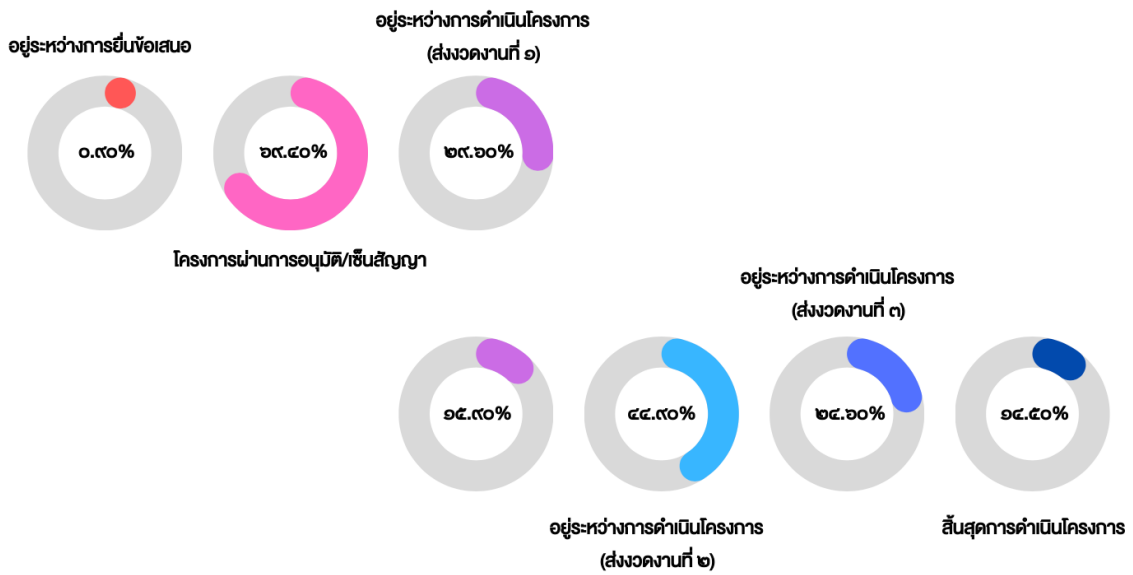 อยู่ระหว่างการยื่นข้อเสนอ
อยู่ระหว่างการดำเนินโครงการ
(ส่งงวดงานที่ ๑)
๐.๙๐%
๖๙.๔๐%
๒๙.๖๐%
โครงการผ่านการอนุมัติ/เซ็นสัญญา
อยู่ระหว่างการดำเนินโครงการ
(ส่งงวดงานที่ ๓)
๑๕.๙๐%
๔๔.๙๐%
๒๔.๖๐%
๑๔.๕๐%
อยู่ระหว่างการดำเนินโครงการ
(ส่งงวดงานที่ ๒)
สิ้นสุดการดำเนินโครงการ